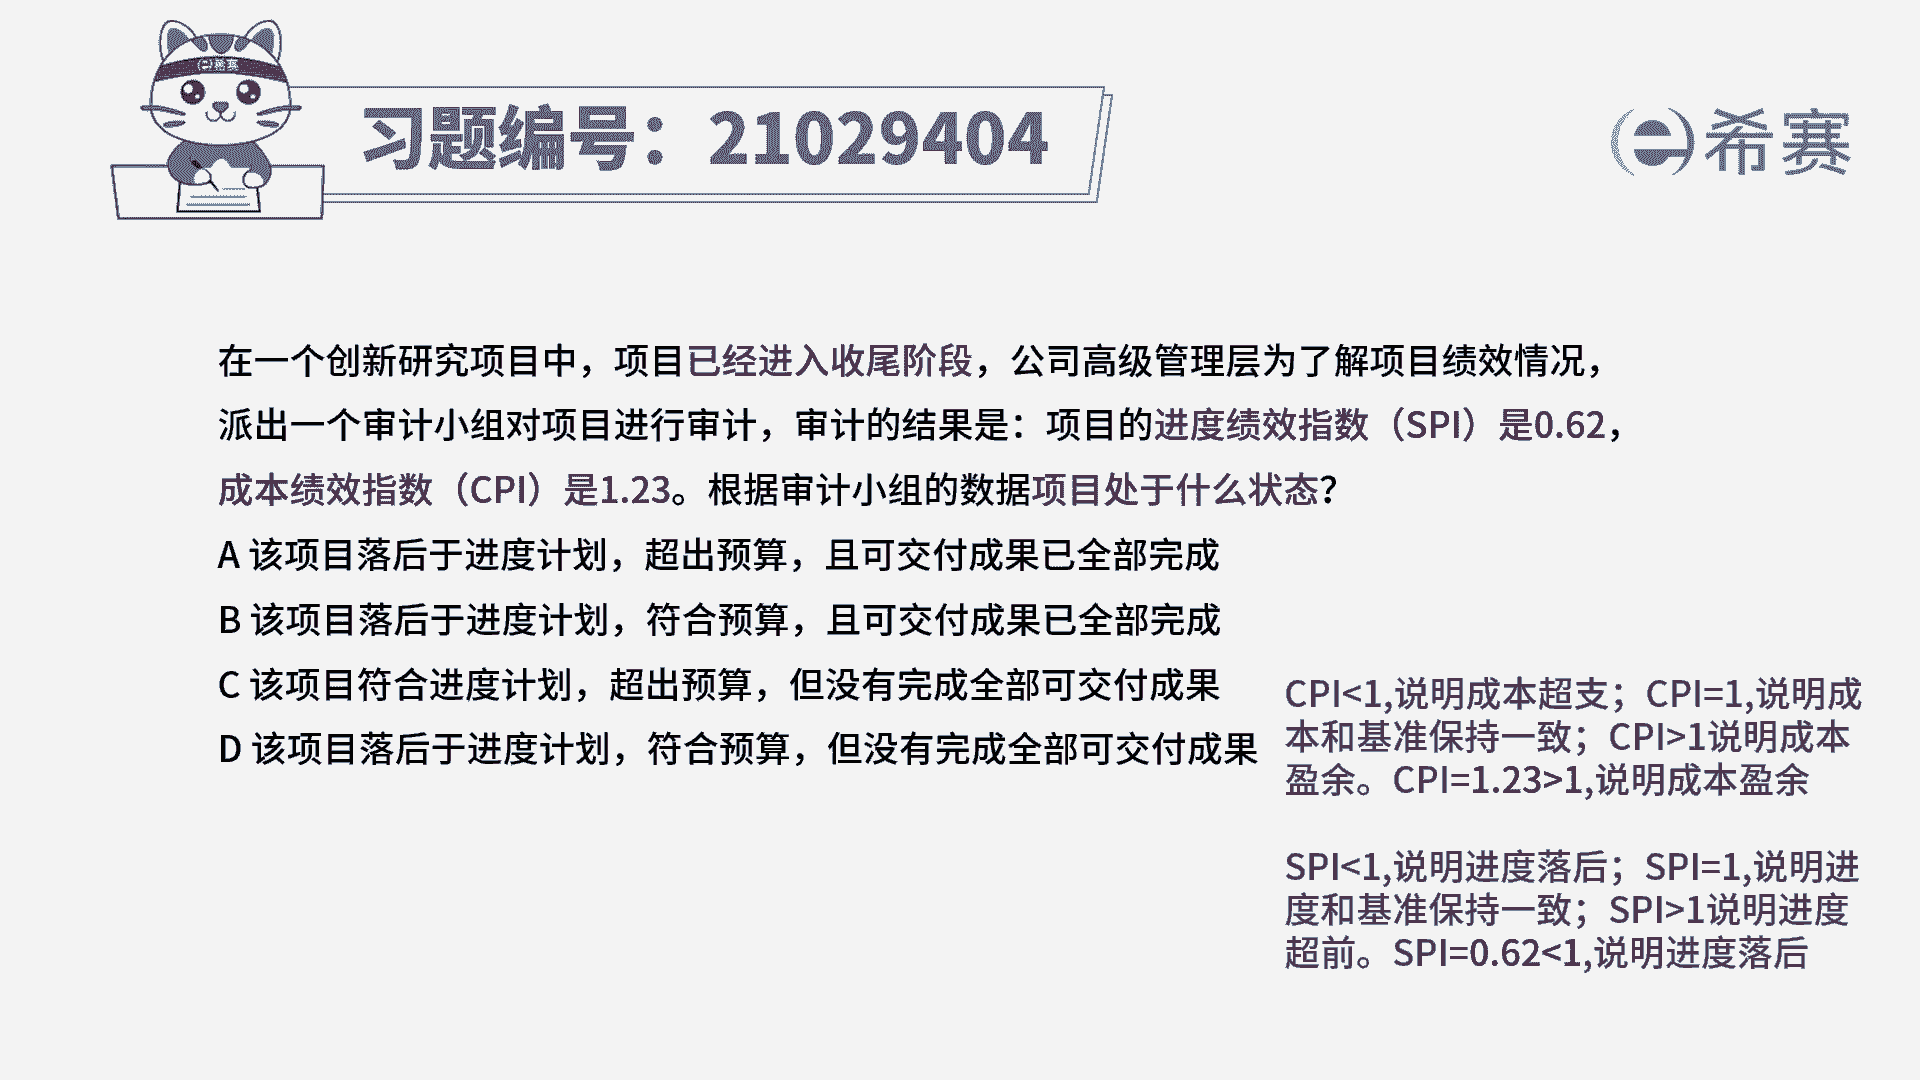 希赛
习题编号：21029404
希赛
在一个创新研究项目中，项目已经进入收尾阶段，公司高级管理层为了解项目绩效情况，
派出一个审计小组对项目进行审计，审计的结果是：项目的进度绩效指数（SPI）是0.62，
成本绩效指数（CPI）是1.23。根据审计小组的数据项目处于什么状态？
A 该项目落后于进度计划，超出预算，且可交付成果已全部完成
B 该项目落后于进度计划，符合预算，且可交付成果已全部完成
C 该项目符合进度计划，超出预算，但没有完成全部可交付成果
D 该项目落后于进度计划，符合预算，但没有完成全部可交付成果
CPI<1,说明成本超支；CPI=1,说明成
本和基准保持一致；CPI>1说明成本
盈余。CPI=1.23>1,说明成本盈余
SPI<1,说明进度落后；SPI=1,说明进
度和基准保持一致；SPI>1说明进度
超前。SPI=0.62<1,说明进度落后